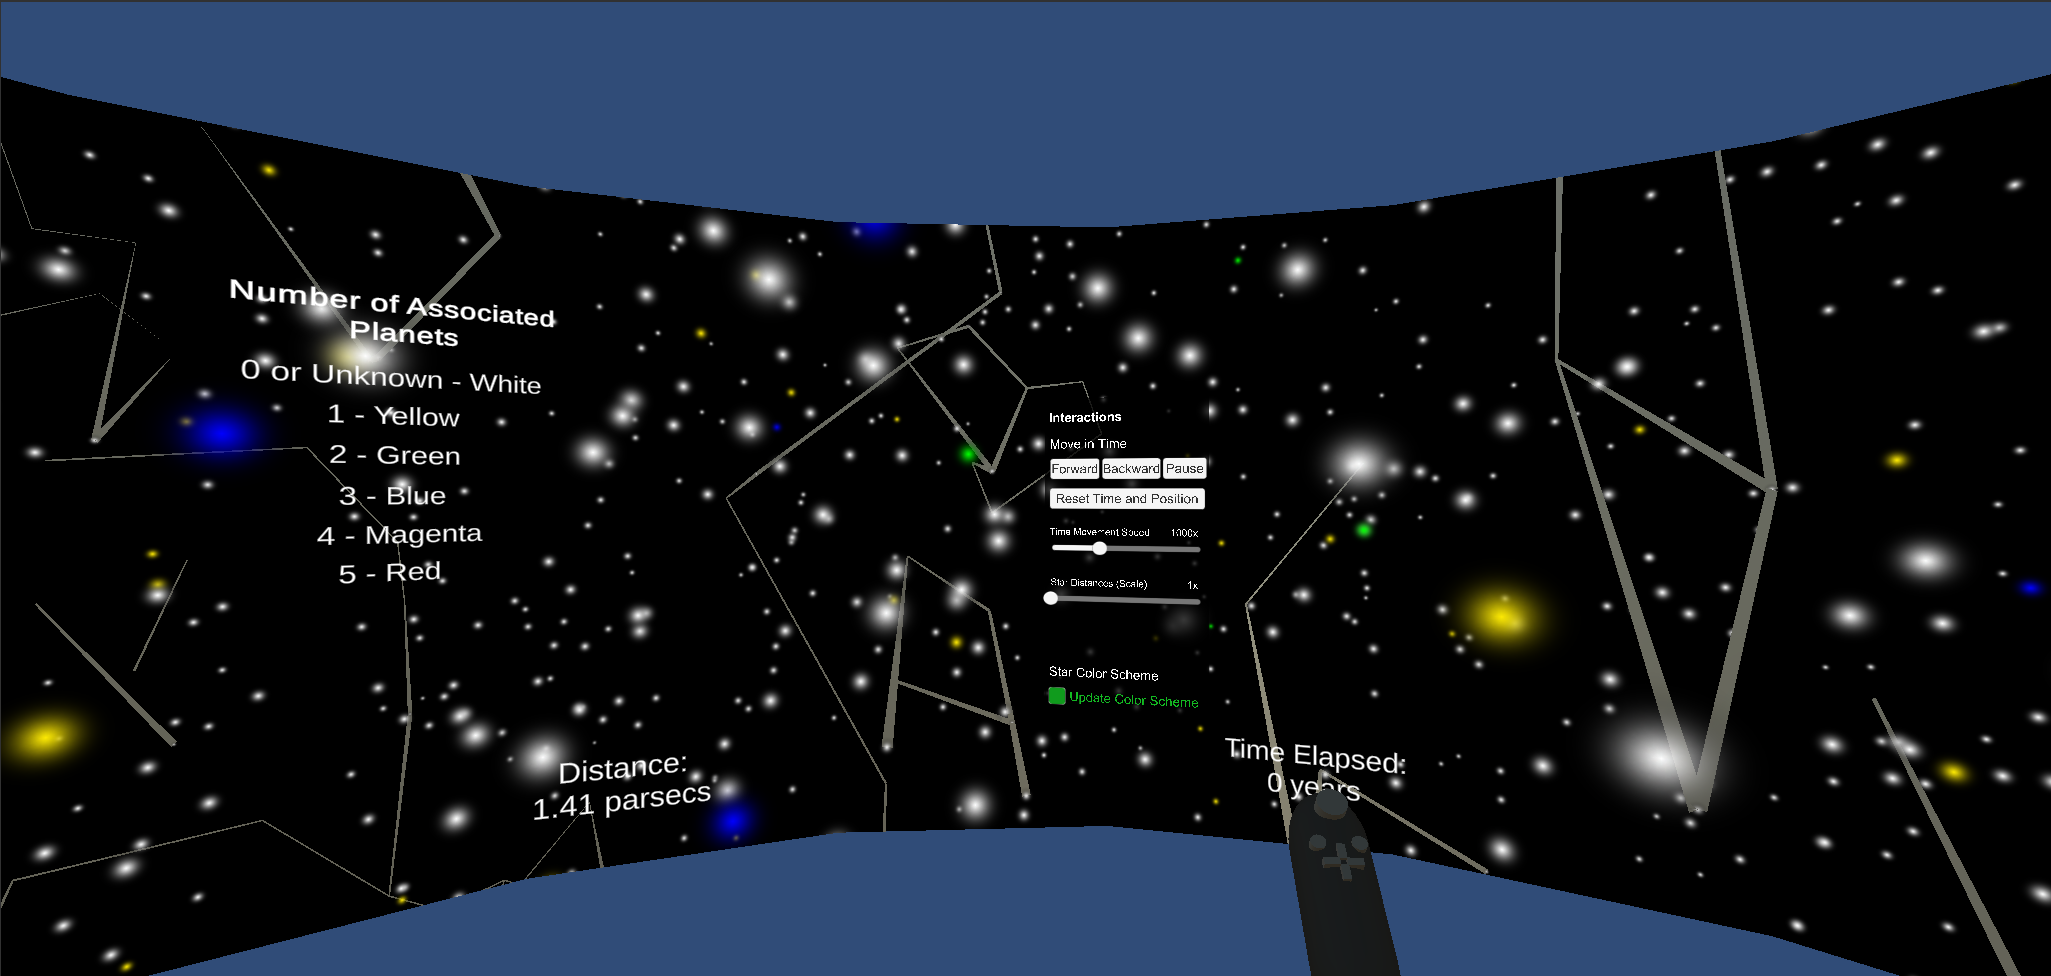 Number of Associated
Planets
0 or Unknown - White
1 - Yellow
2 - Green
3 - Blue
4 - Magenta
5 - Red
Distance:
1.41 parsecs
Interactions
Move in Time
Forward Backward Pause
Reset Time and Position
Time Movement Speed 1000x
Star Distances (Scale) 1x
Star Color Scheme
Update Color Scheme
Time Elapsed:
0 years